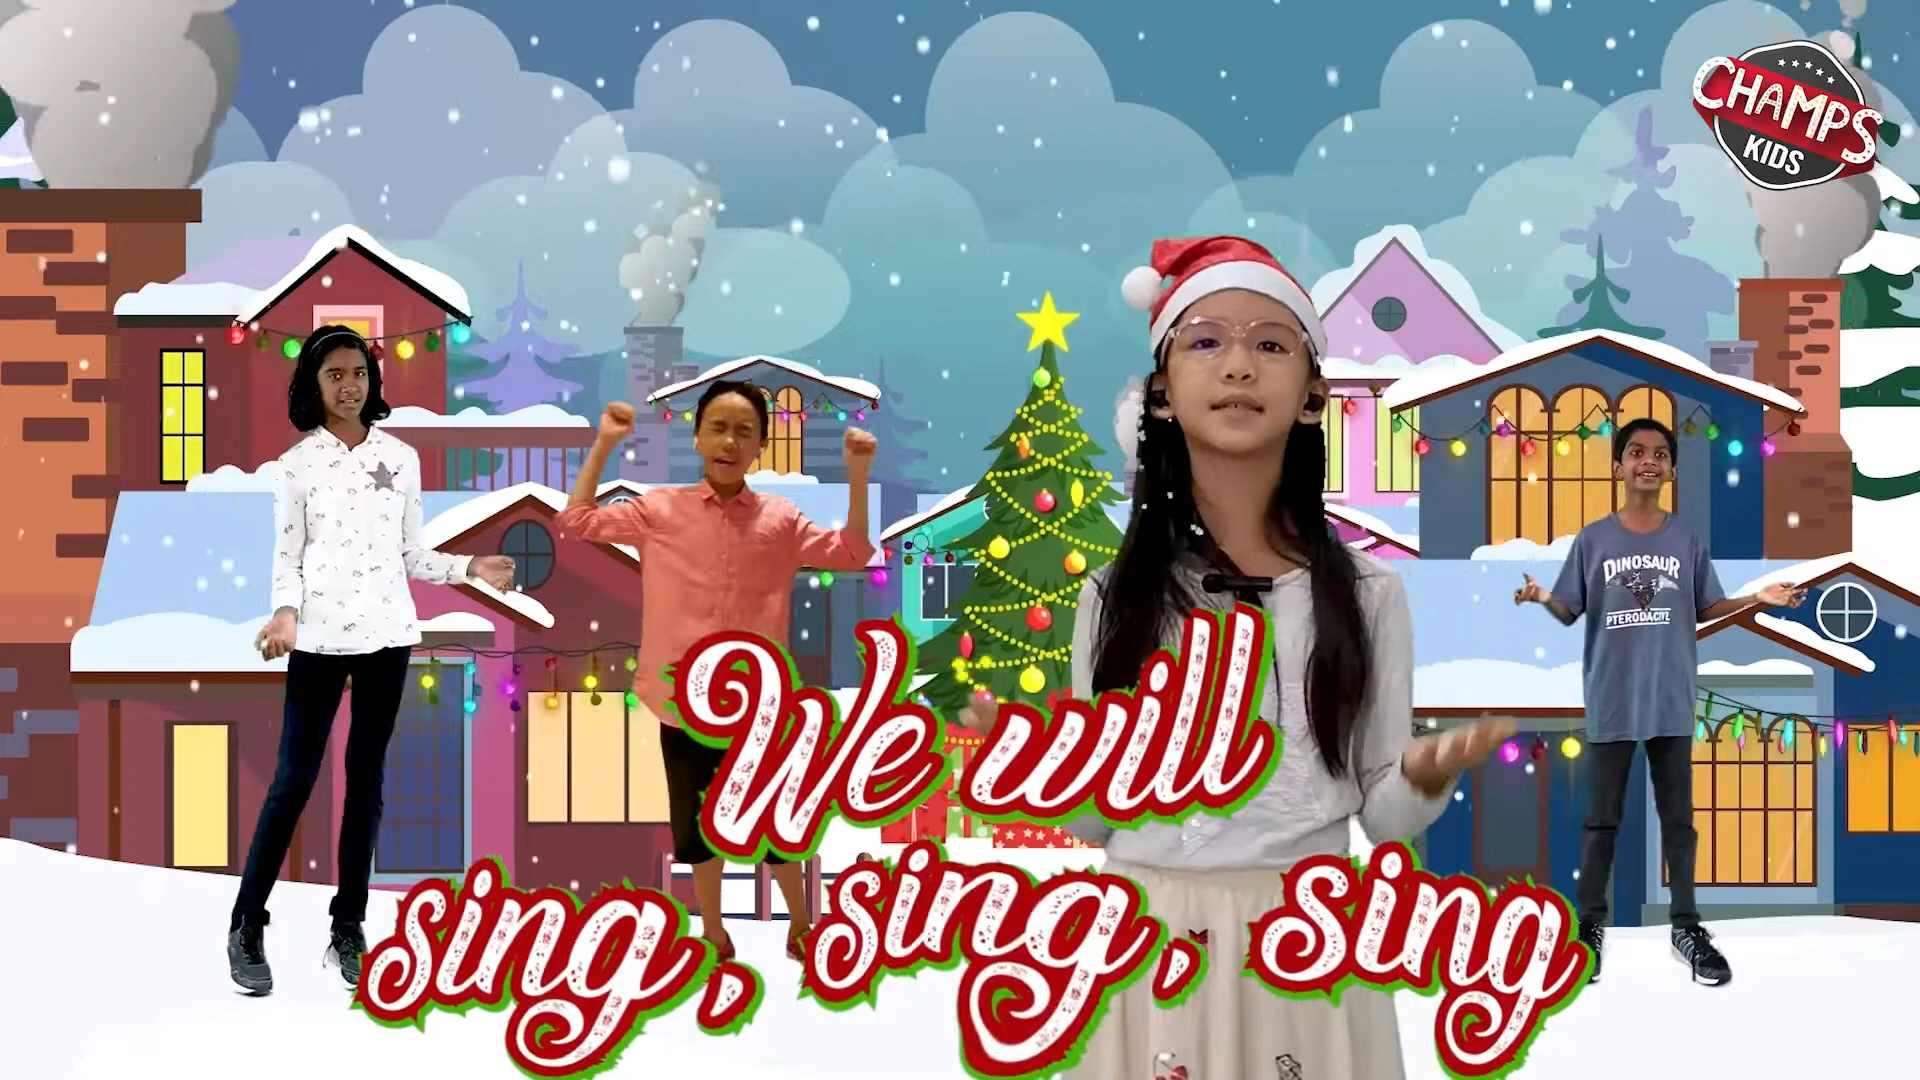 CHAMPS
KIDS
DINOSAUR
PTERODACTYL
We will
sing, sing, sing